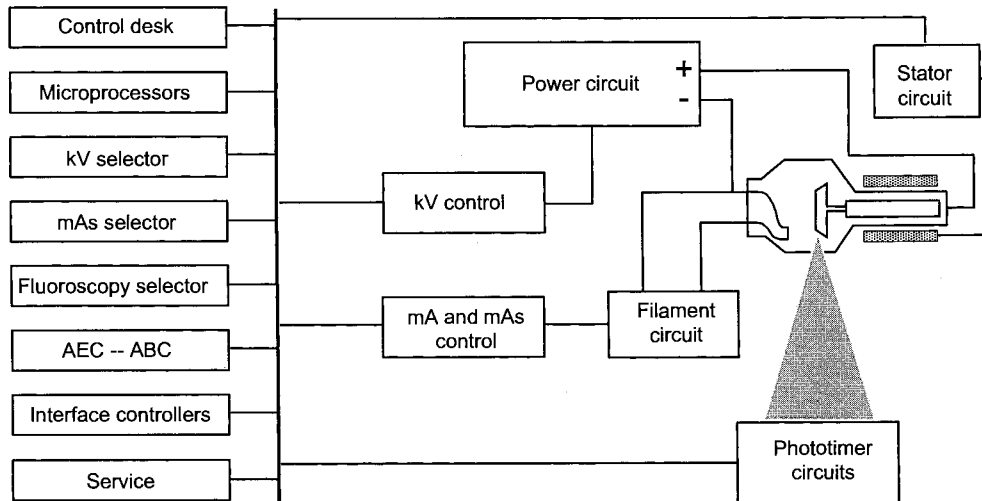 Control desk
Microprocessors
kV selector
mAs selector
Fluoroscopy selector
AEC -- ABC
Interface controllers
Service
Power circuit
+
-
Stator
circuit
kV control
mA and mAs
control
Filament
circuit
Phototimer
circuits